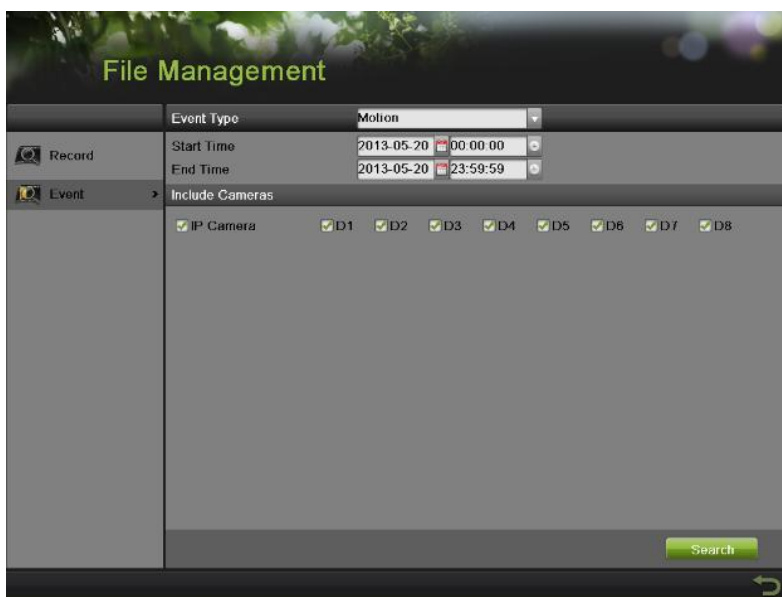 File Management
Event Type Motion
Record
Start Time 2013-05-20 00:00:00
End Time 2013-05-20 23:59:59
Event
Include Cameras
IP Camera D1 D2 D3 D4 D5 D6 D7 D8
Search